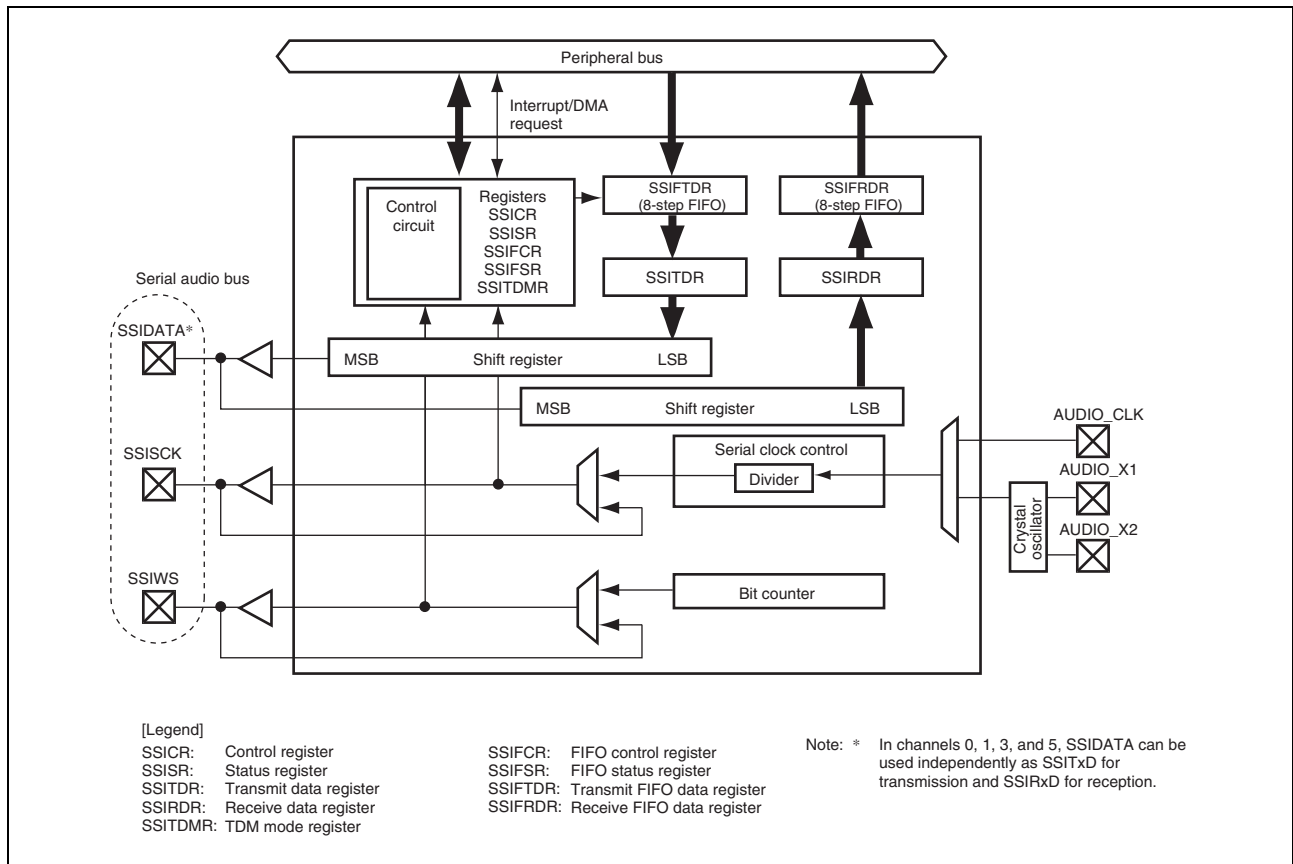 Peripheral bus
Interrupt/DMA
request
Control
circuit
Registers
SSICR
SSISR
SSIFCR
SSIFSR
SSITDMR
SSIFTDR
(8-step FIFO)
SSIFRDR
(8-step FIFO)
SSITDR
SSIRDR
Serial audio bus
SSIDATA*
MSB Shift register LSB
MSB Shift register LSB
SSISCK
Serial clock control
Divider
AUDIO_CLK
AUDIO_X1
AUDIO_X2
Crystal
oscillator
SSIWS
Bit counter
[Legend]
SSICR: Control register
SSISR: Status register
SSITDR: Transmit data register
SSIRDR: Receive data register
SSITDMR: TDM mode register
SSIFCR: FIFO control register
SSIFSR: FIFO status register
SSIFTDR: Transmit FIFO data register
SSIFRDR: Receive FIFO data register
Note: * In channels 0, 1, 3, and 5, SSIDATA can be
used independently as SSITxD for
transmission and SSIRxD for reception.